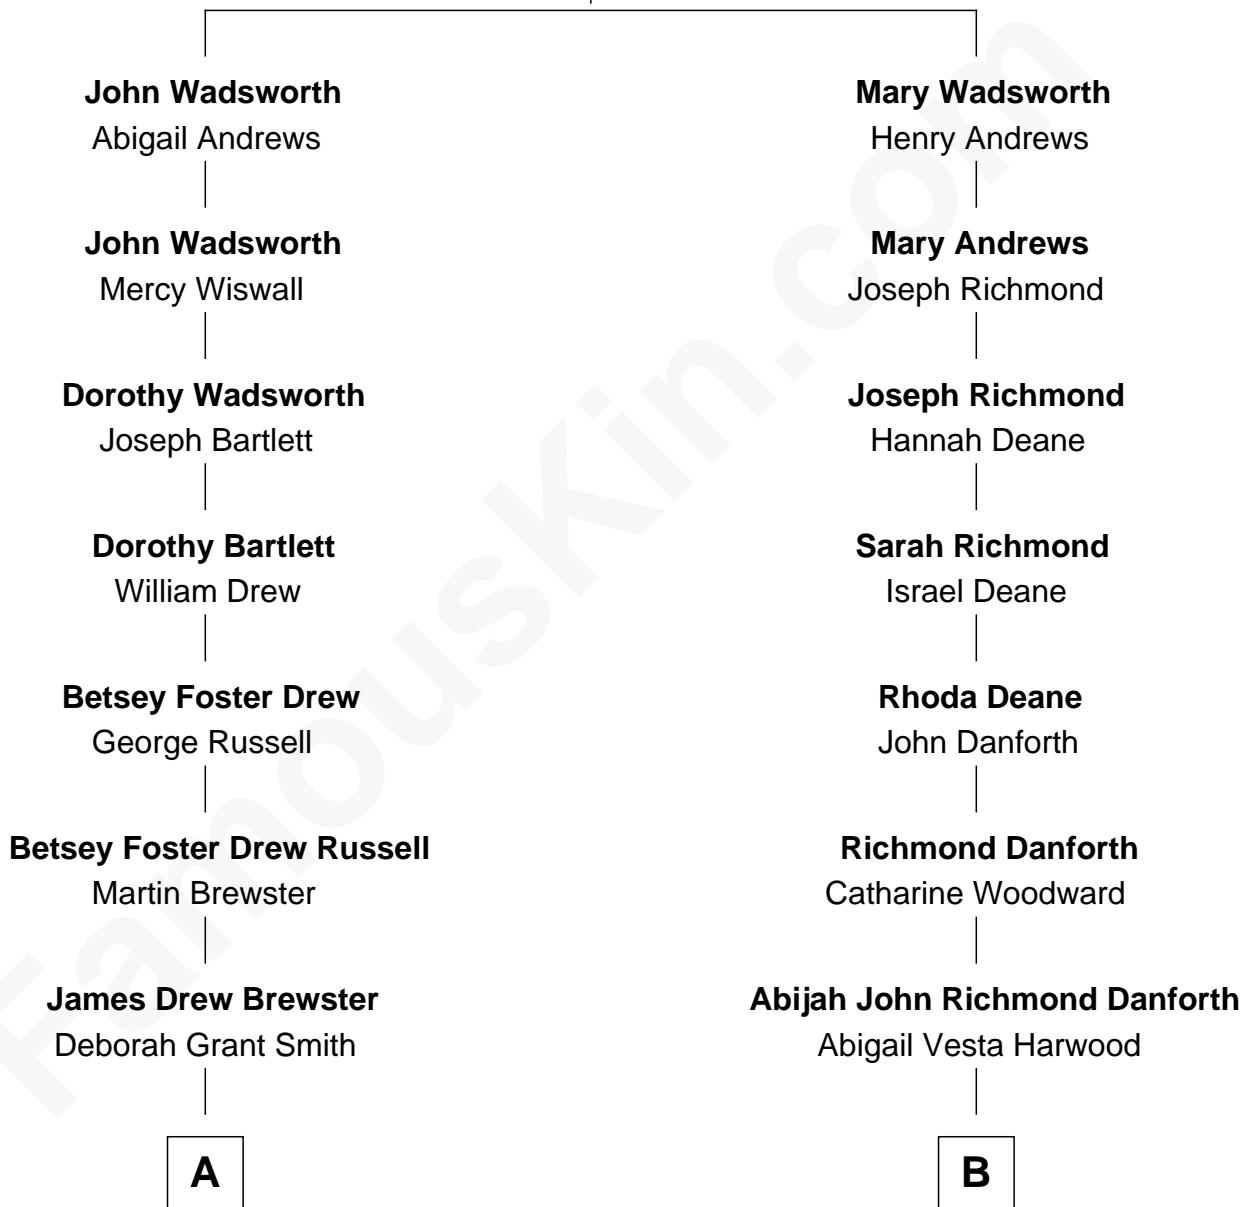 John Wadsworth
Abigail Andrews
John Wadsworth
Mercy Wiswall
Dorothy Wadsworth
Joseph Bartlett
Dorothy Bartlett
William Drew
Betsey Foster Drew
George Russell
Betsey Foster Drew Russell
Martin Brewster
James Drew Brewster
Deborah Grant Smith
A
Mary Wadsworth
Henry Andrews
Mary Andrews
Joseph Richmond
Joseph Richmond
Hannah Deane
Sarah Richmond
Israel Deane
Rhoda Deane
John Danforth
Richmond Danforth
Catharine Woodward
Abijah John Richmond Danforth
Abigail Vesta Harwood
B
FamousKin.com